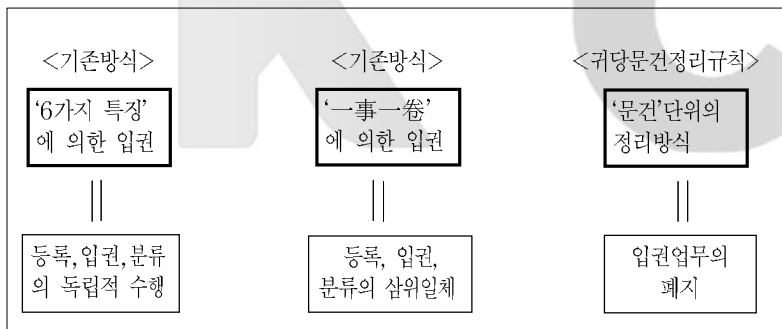 <기존방식>
'6가지 특징'
에 의한 입권
등록,입권,분류
의 독립적 수행
<기존방식>
'一事一卷'
에 의한 입권
등록, 입권,
분류의 삼위일체
<귀당문건정리규칙>
'문건'단위의
정리방식
입권업무의
폐지